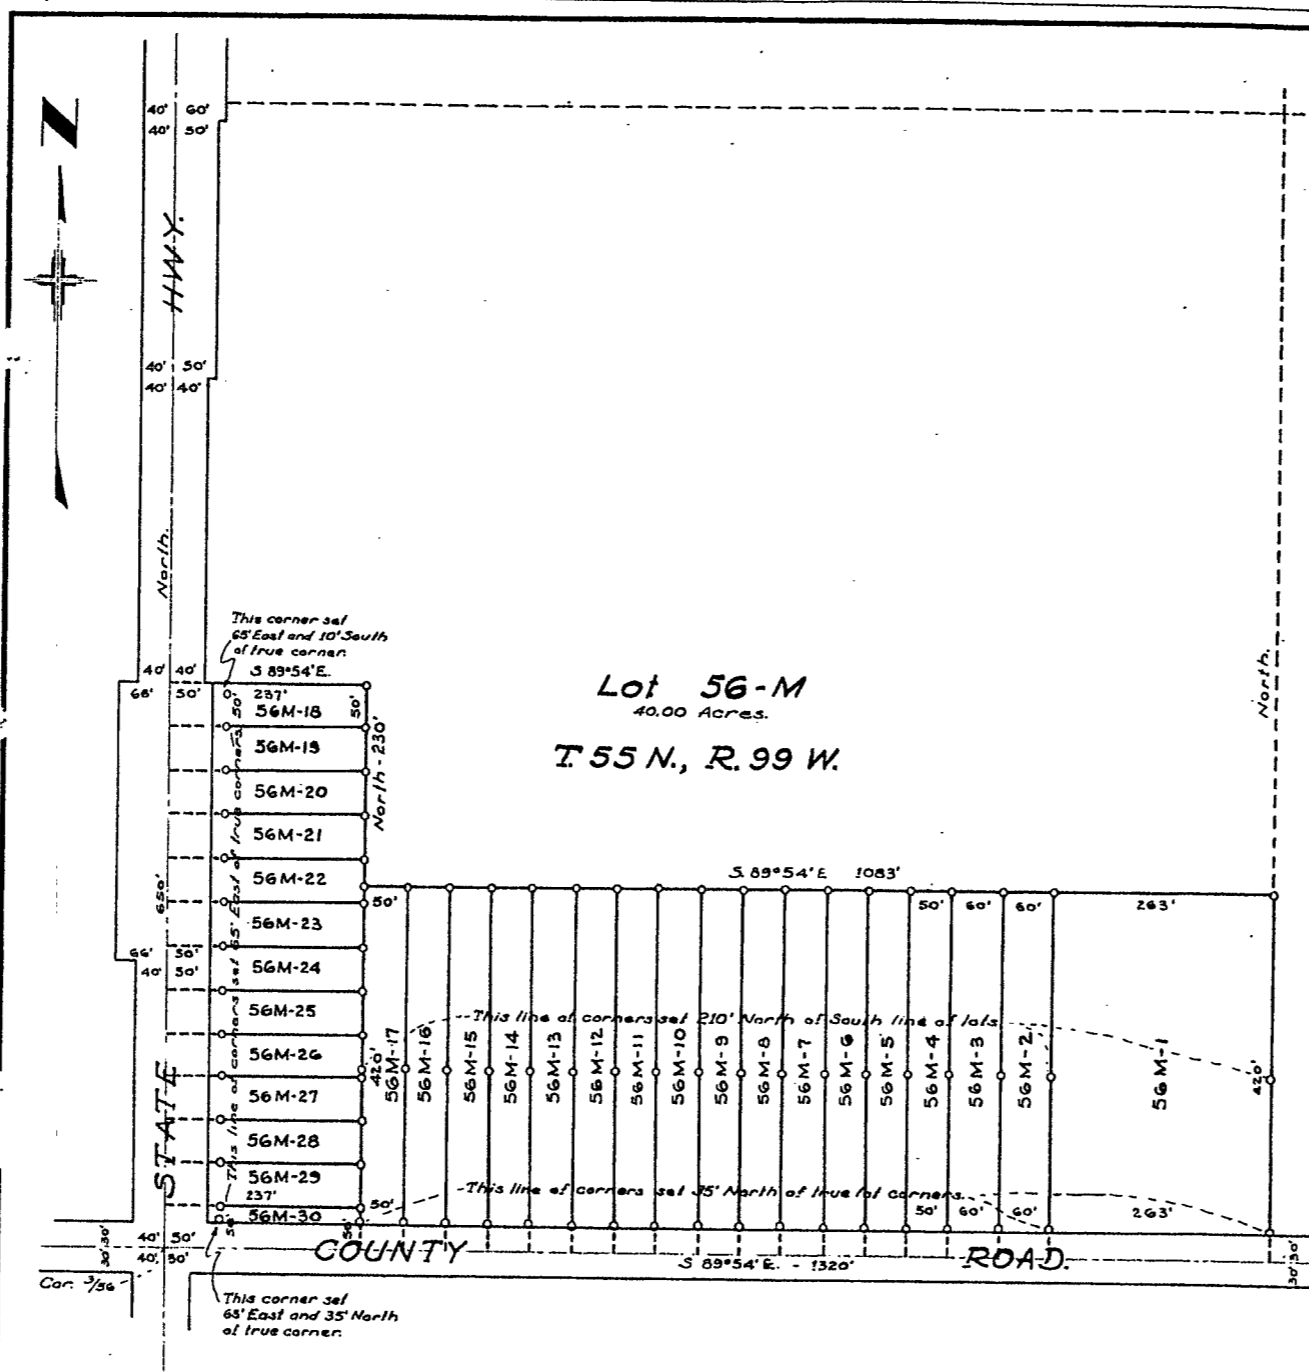 N
40' 60'
40' 50'
HWY.
40' 50'
40' 40'
North.
This corner set
65' East and 10' South
of true corner.
40' 40'
S 89°54' E.
66' 50'
237'
50'
50'
North - 230'
56M-18
56M-19
56M-20
56M-21
56M-22
56M-23
56M-24
56M-25
56M-26
56M-27
56M-28
56M-29
237'
56M-30
This line of corners set 65' East of true corners
650'
66' 50'
40' 50'
STATE
Lot 56-M
40.00 Acres.
T. 55 N., R. 99 W.
North.
S. 89°54' E 1083'
50'
50' 60' 60' 263'
This line of corners set 210' North of South line of lots
420'
56M-17
56M-16
56M-15
56M-14
56M-13
56M-12
56M-11
56M-10
56M-9
56M-8
56M-7
56M-6
56M-5
56M-4
56M-3
56M-2
56M-1
420'
This line of corners set 35' North of true lot corners.
50'
50' 60' 60' 263'
50'
50'
40' 50'
40' 50'
30' 30'
COUNTY ROAD.
S 89°54' E. - 1320'
30' 30'
Cor. 3/56
This corner set
65' East and 35' North
of true corner.